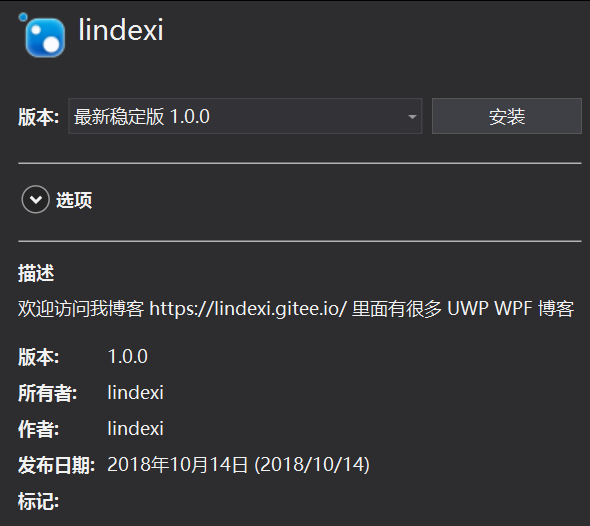 lindexi
版本: 最新稳定版 1.0.0 安装
选项
描述
欢迎访问我博客 https://lindexi.gitee.io/ 里面有很多 UWP WPF 博客
版本: 1.0.0
所有者: lindexi
作者: lindexi
发布日期: 2018年10月14日 (2018/10/14)
标记: